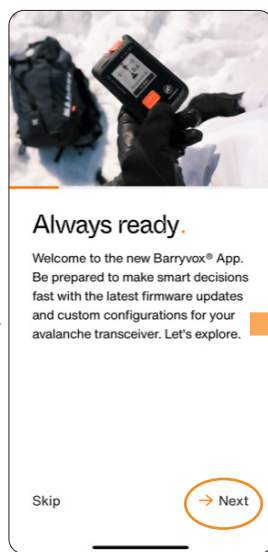 Always ready.
Welcome to the new Barryvox® App.
Be prepared to make smart decisions
fast with the latest firmware updates
and custom configurations for your
avalanche transceiver. Let's explore.
Skip
→ Next